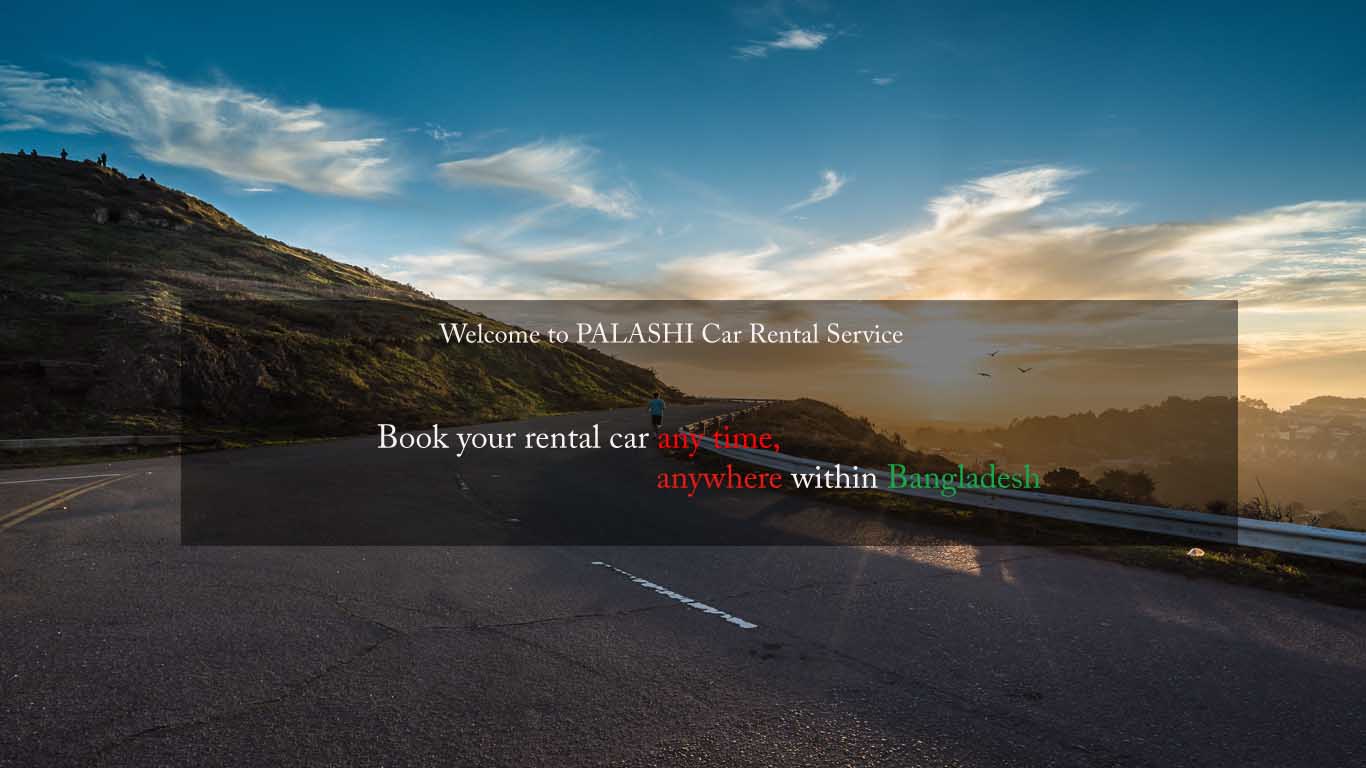 Welcome to PALASHI Car Rental Service
Book your rental car any time,
anywhere within Bangladesh